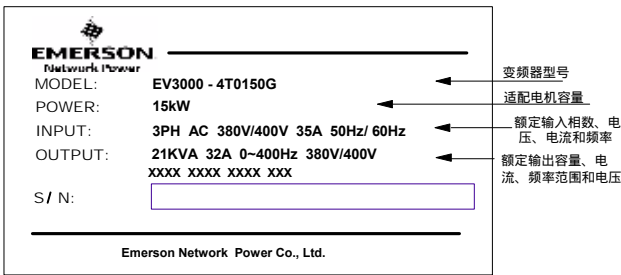 EMERSON
Network Power
MODEL: EV3000 - 4T0150G
变频器型号
POWER: 15kW
适配电机容量
INPUT: 3PH AC 380V/400V 35A 50Hz/ 60Hz
额定输入相数、电
压、电流和频率
OUTPUT: 21KVA 32A 0~400Hz 380V/400V
XXXX XXXX XXXX XXX
额定输出容量、电
流、频率范围和电压
S/ N:
Emerson Network Power Co., Ltd.